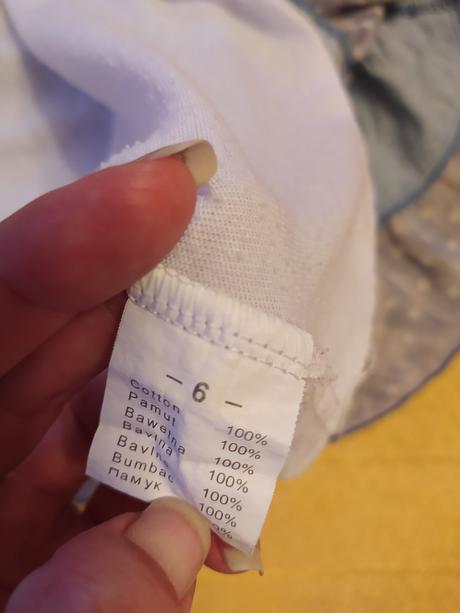 – 6 –
Cotton 100%
Pamut 100%
Bawełna 100%
Bavlna 100%
Bavlna 100%
Bumbac 100%
Памук